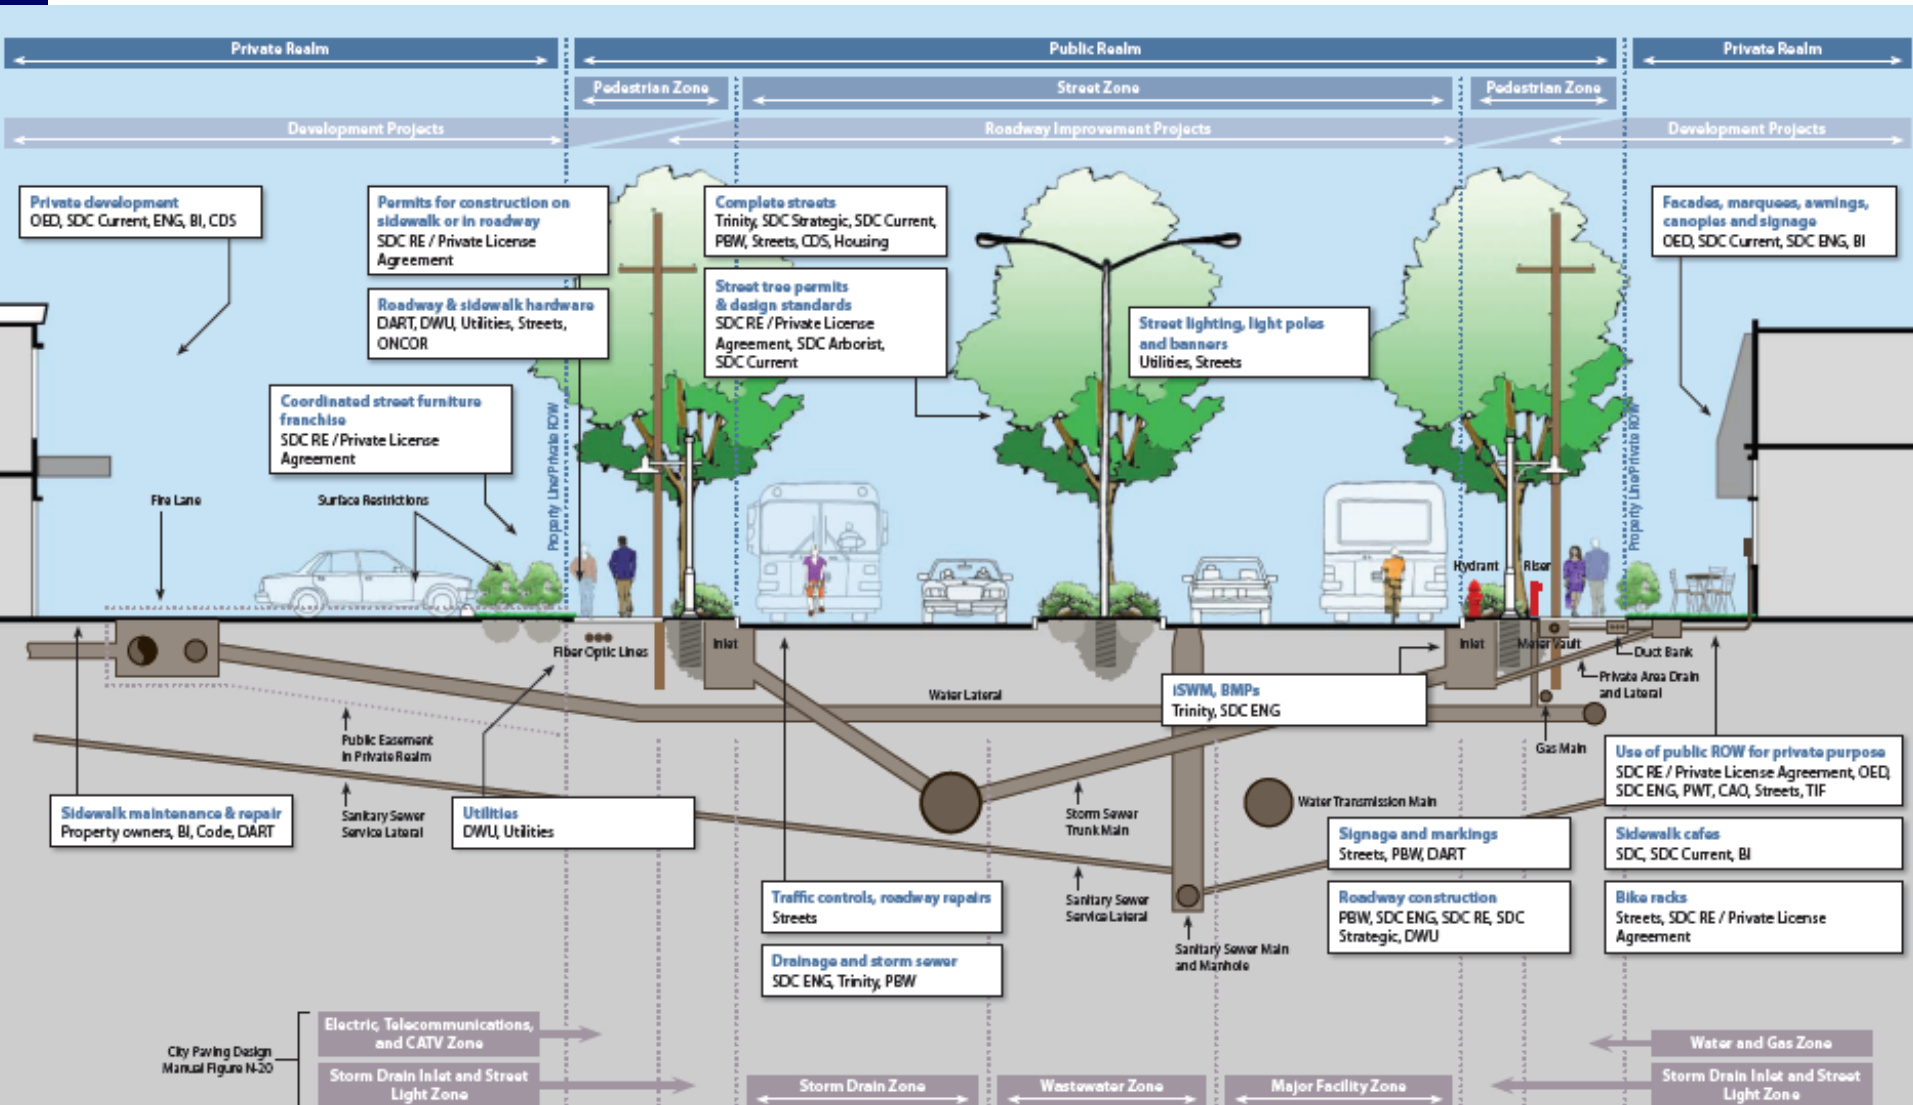 Private Realm
Public Realm
Private Realm
Pedestrian Zone
Street Zone
Pedestrian Zone
Development Projects
Roadway Improvement Projects
Development Projects
Private development
OED, SDC Current, ENG, BI, CDS
Permits for construction on
sidewalk or in roadway
SDC RE / Private License
Agreement
Roadway & sidewalk hardware
DART, DWU, Utilities, Streets,
ONCOR
Complete streets
Trinity, SDC Strategic, SDC Current,
PBW, Streets, CDS, Housing
Street tree permits
& design standards
SDC RE / Private License
Agreement, SDC Arborist,
SDC Current
Street lighting, light poles
and banners
Utilities, Streets
Facades, marquees, awnings,
canopies and signage
OED, SDC Current, SDC ENG, BI
Coordinated street furniture
franchise
SDC RE / Private License
Agreement
Property Line/Private ROW
Property Line/Private ROW
Fire Lane
Surface Restrictions
Hydrant
Riser
Fiber Optic Lines
Inlet
Inlet
Meter Vault
Duct Bank
Private Area Drain
and Lateral
Water Lateral
iSWM, BMPs
Trinity, SDC ENG
Gas Main
Public Easement
in Private Realm
Sanitary Sewer
Service Lateral
Sidewalk maintenance & repair
Property owners, BI, Code, DART
Utilities
DWU, Utilities
Storm Sewer
Trunk Main
Water Transmission Main
Use of public ROW for private purpose
SDC RE / Private License Agreement, OED,
SDC ENG, PWT, CAO, Streets, TIF
Signage and markings
Streets, PBW, DART
Sidewalk cafes
SDC, SDC Current, BI
Traffic controls, roadway repairs
Streets
Sanitary Sewer
Service Lateral
Roadway construction
PBW, SDC ENG, SDC RE, SDC
Strategic, DWU
Bike racks
Streets, SDC RE / Private License
Agreement
Drainage and storm sewer
SDC ENG, Trinity, PBW
Sanitary Sewer Main
and Manhole
City Paving Design
Manual Figure N-20
Electric, Telecommunications,
and CATV Zone
Water and Gas Zone
Storm Drain Inlet and Street
Light Zone
Storm Drain Zone
Wastewater Zone
Major Facility Zone
Storm Drain Inlet and Street
Light Zone